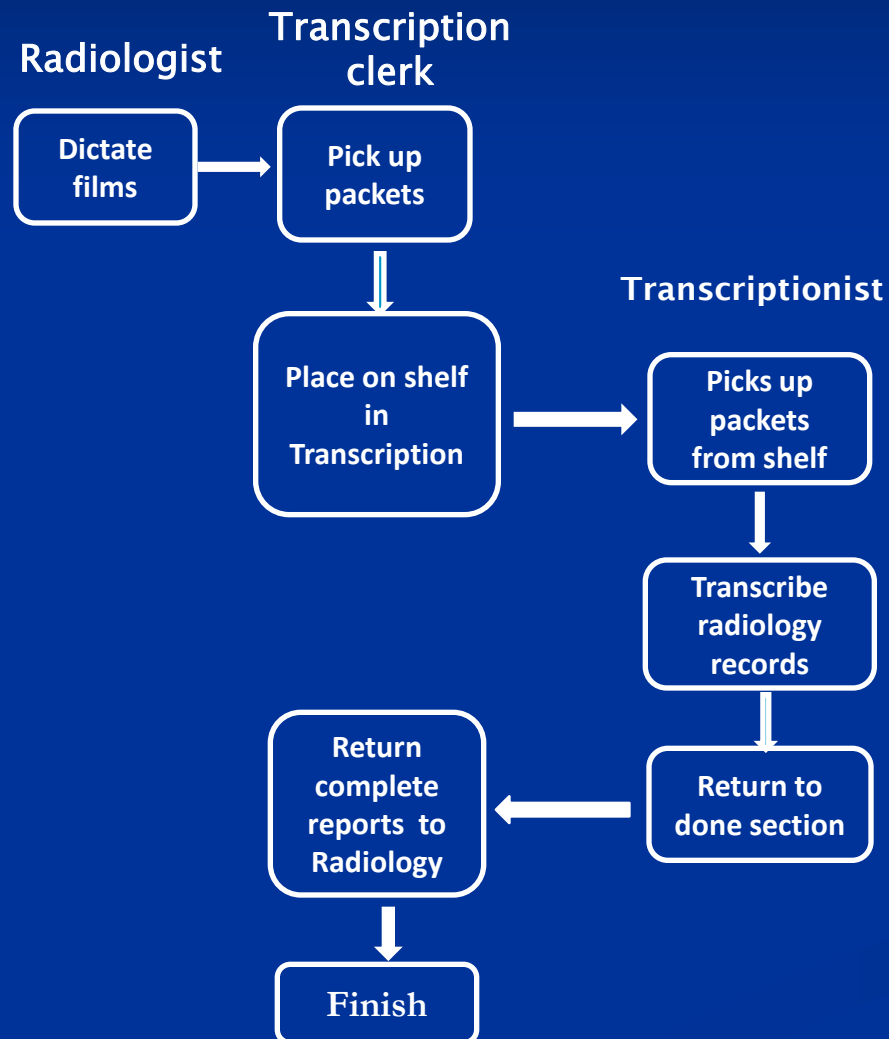 Radiologist
Transcription
clerk
Dictate
films
Pick up
packets
Transcriptionist
Place on shelf
in
Transcription
Picks up
packets
from shelf
Transcribe
radiology
records
Return to
done section
Return
complete
reports to
Radiology
Finish